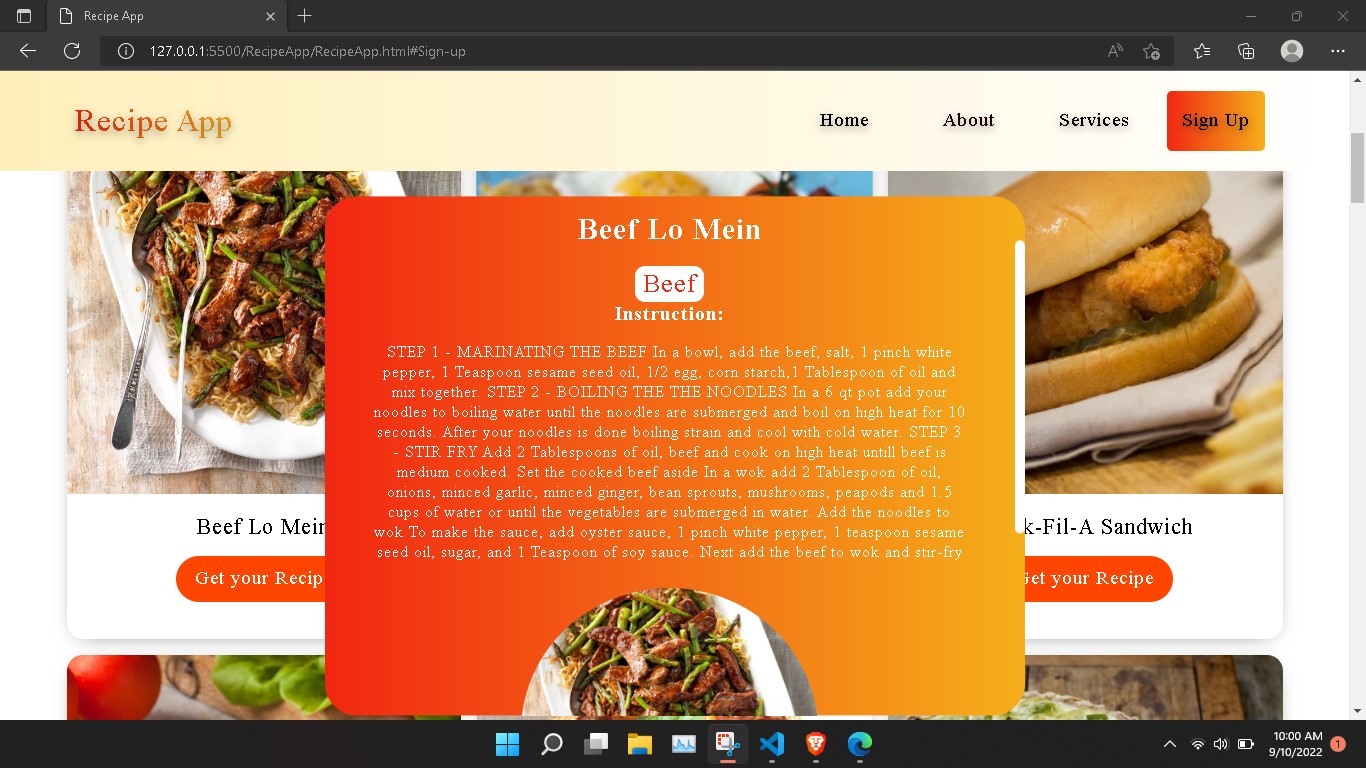 Recipe App
127.0.0.1:5500/RecipeApp/RecipeApp.html#Sign-up
Recipe App
Home
About
Services
Sign Up
Beef Lo Mein
Beef
Instruction:
STEP 1 - MARINATING THE BEEF In a bowl, add the beef, salt, 1 pinch white
pepper, 1 Teaspoon sesame seed oil, 1/2 egg, corn starch,1 Tablespoon of oil and
mix together. STEP 2 - BOILING THE THE NOODLES In a 6 qt pot add your
noodles to boiling water until the noodles are submerged and boil on high heat for 10
seconds. After your noodles is done boiling strain and cool with cold water. STEP 3
- STIR FRY Add 2 Tablespoons of oil, beef and cook on high heat untill beef is
medium cooked. Set the cooked beef aside In a wok add 2 Tablespoon of oil,
onions, minced garlic, minced ginger, bean sprouts, mushrooms, peapods and 1.5
cups of water or until the vegetables are submerged in water. Add the noodles to
wok To make the sauce, add oyster sauce, 1 pinch white pepper, 1 teaspoon sesame
seed oil, sugar, and 1 Teaspoon of soy sauce. Next add the beef to wok and stir-fry
Beef Lo Mein
Get your Recip
k-Fil-A Sandwich
Get your Recipe
10:00 AM
9/10/2022
1